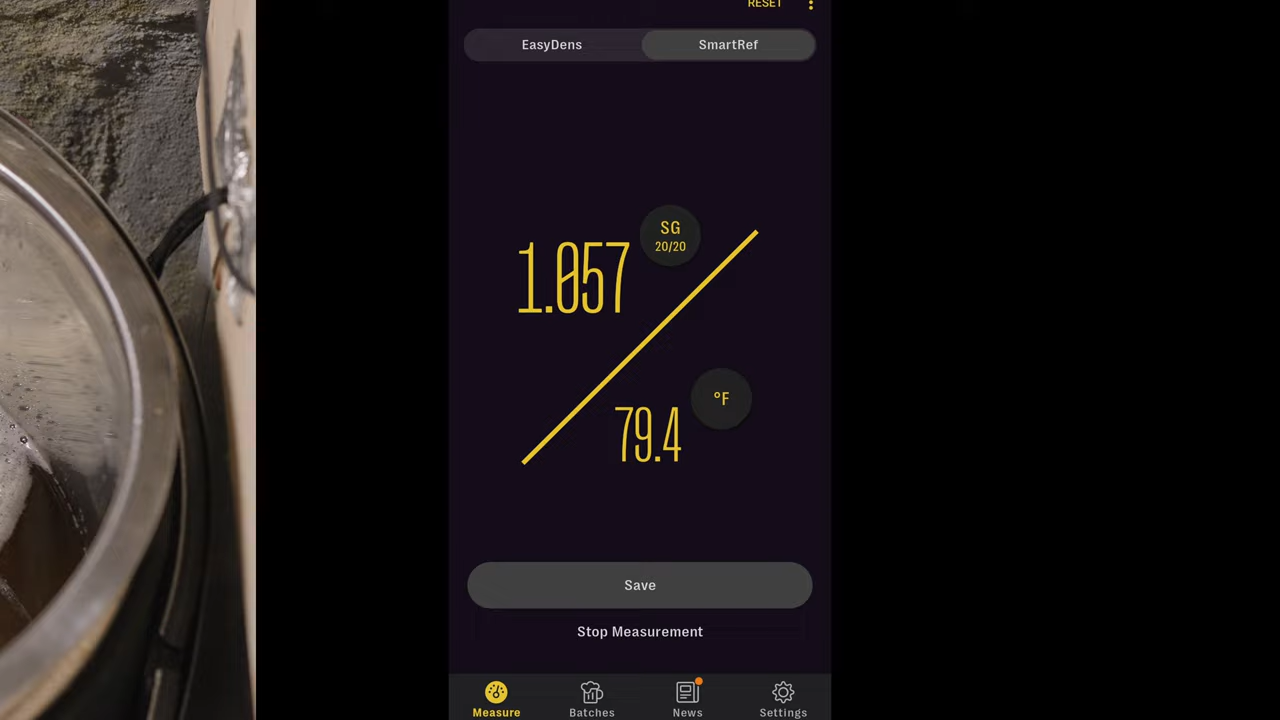 RESET
EasyDens SmartRef
1.057 SG
20/20
79.4 °F
Save
Stop Measurement
Measure Batches News Settings